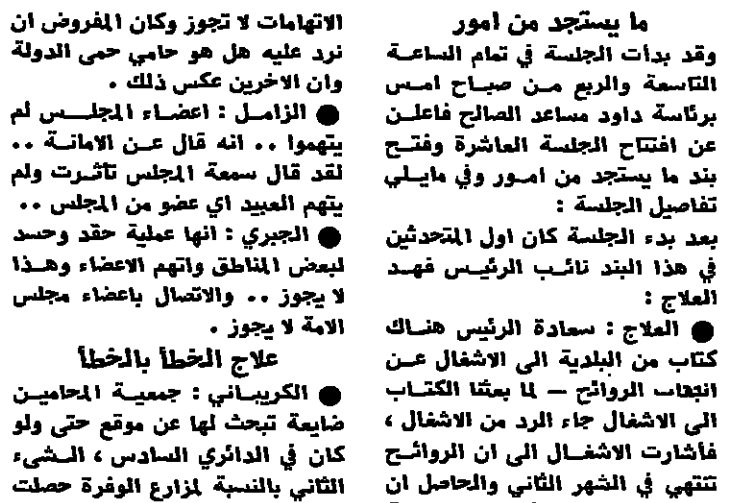 ما يستجد من امور
وقد بدأت الجلسة في تمام الساعة
التاسعة والربع من صباح امس
برئاسة داود مساعد الصالح فاعلن
عن افتتاح الجلسة العاشرة وفتح
بند ما يستجد من امور وفي مايلي
تفاصيل الجلسة :
بعد بدء الجلسة كان اول المتحدثين
في هذا البند نائب الرئيس فهد
العلاج :
● العلاج : سعادة الرئيس هناك
كتاب من البلدية الى الاشغال عن
الروائح — لما بعثنا الكتاب
الى الاشغال جاء الرد من الاشغال ،
فأشارت الاشغال الى ان الروائح
تنتهي في الشهر الثاني والحاصل ان
الاتهامات لا تجوز وكان المفروض ان
نرد عليه هل هو حامي حمى الدولة
وان الاخرين عكس ذلك .
● الزامل : اعضاء المجلس لم
يتهموا .. انه قال عن الامانة ..
لقد قال سمعة المجلس تأثرت ولم
يتهم العبيد اي عضو من المجلس ..
● الجبري : انها عملية حقد وحسد
لبعض المناطق واتهم الاعضاء وهذا
لا يجوز .. والاتصال باعضاء مجلس
الامة لا يجوز .
علاج الخطأ بالخطأ
● الكريباني : جمعية المحامين
ضايعة تبحث لها عن موقع حتى ولو
كان في الدائري السادس ، الشيء
الثاني بالنسبة لمزارع الوفرة حصلت